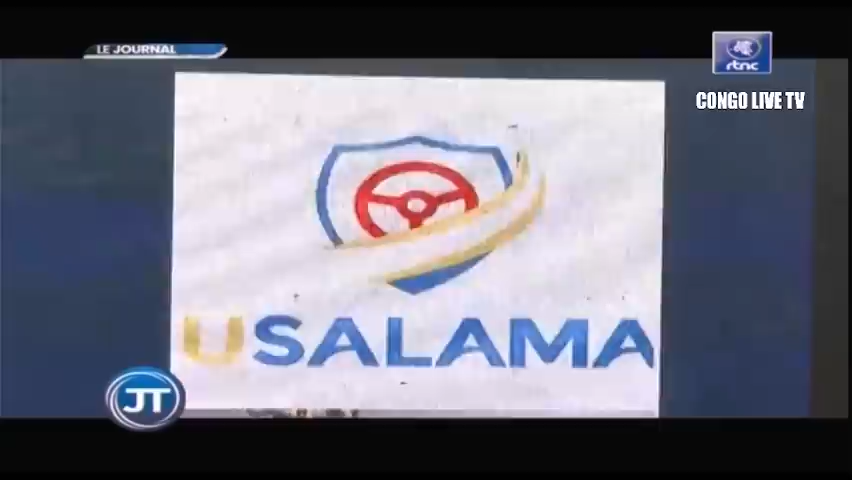 LE JOURNAL
rtnc
CONGO LIVE TV
USALAMA
JT